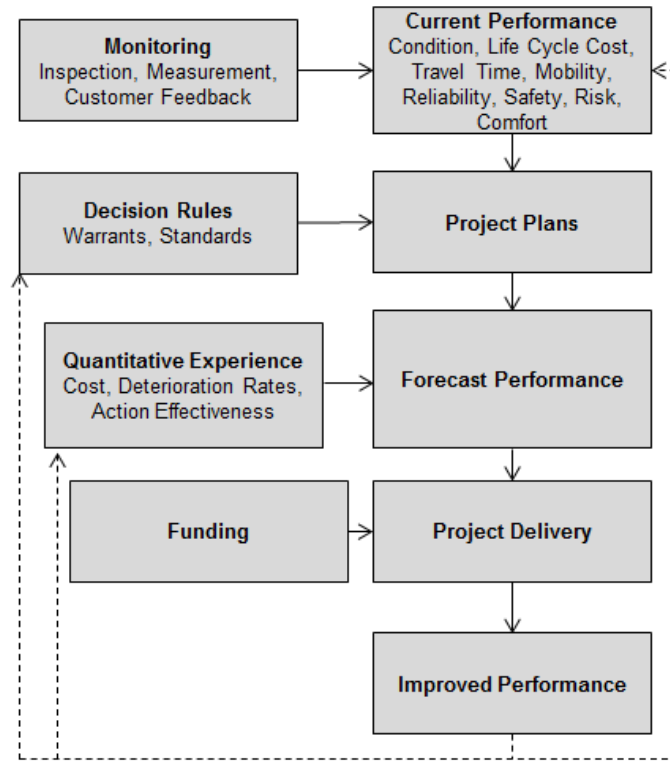 Monitoring
Inspection, Measurement,
Customer Feedback
Current Performance
Condition, Life Cycle Cost,
Travel Time, Mobility,
Reliability, Safety, Risk,
Comfort
Decision Rules
Warrants, Standards
Project Plans
Quantitative Experience
Cost, Deterioration Rates,
Action Effectiveness
Forecast Performance
Funding
Project Delivery
Improved Performance